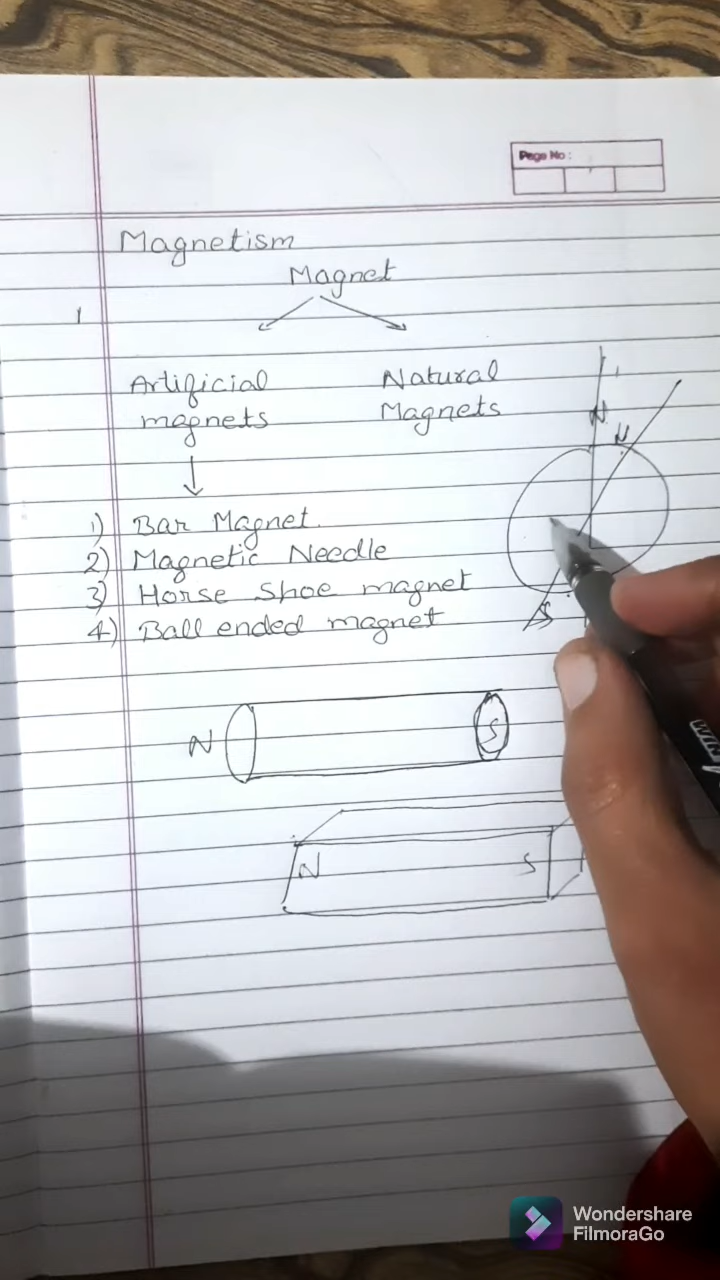 Page No :
Magnetism
Magnet
Artificial magnets
Natural Magnets
1) Bar Magnet.
2) Magnetic Needle
3) Horse Shoe magnet
4) Ball ended magnet
N
N
S
N S
N S
WIN
Wondershare
FilmoraGo